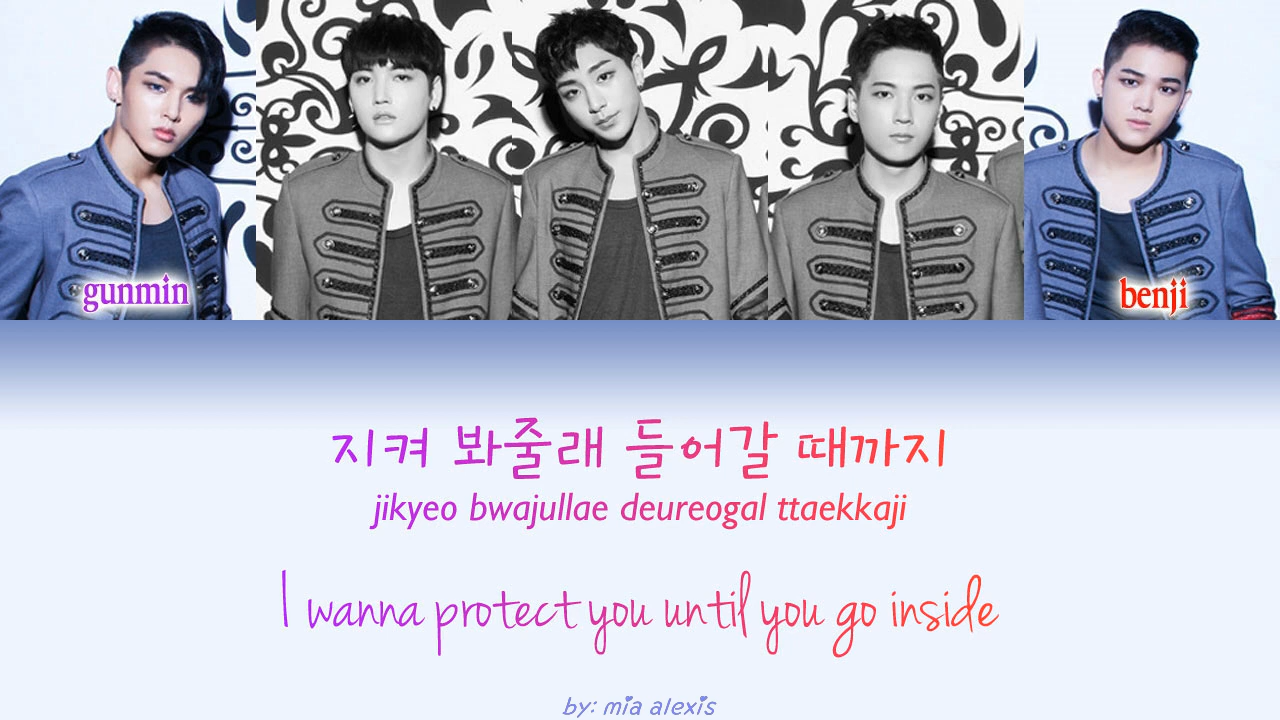 gunmin
benji
지켜 봐줄래 들어갈 때까지
jikyeo bwajullae deureogal ttaekkaji
I wanna protect you until you go inside
by: mia alexis